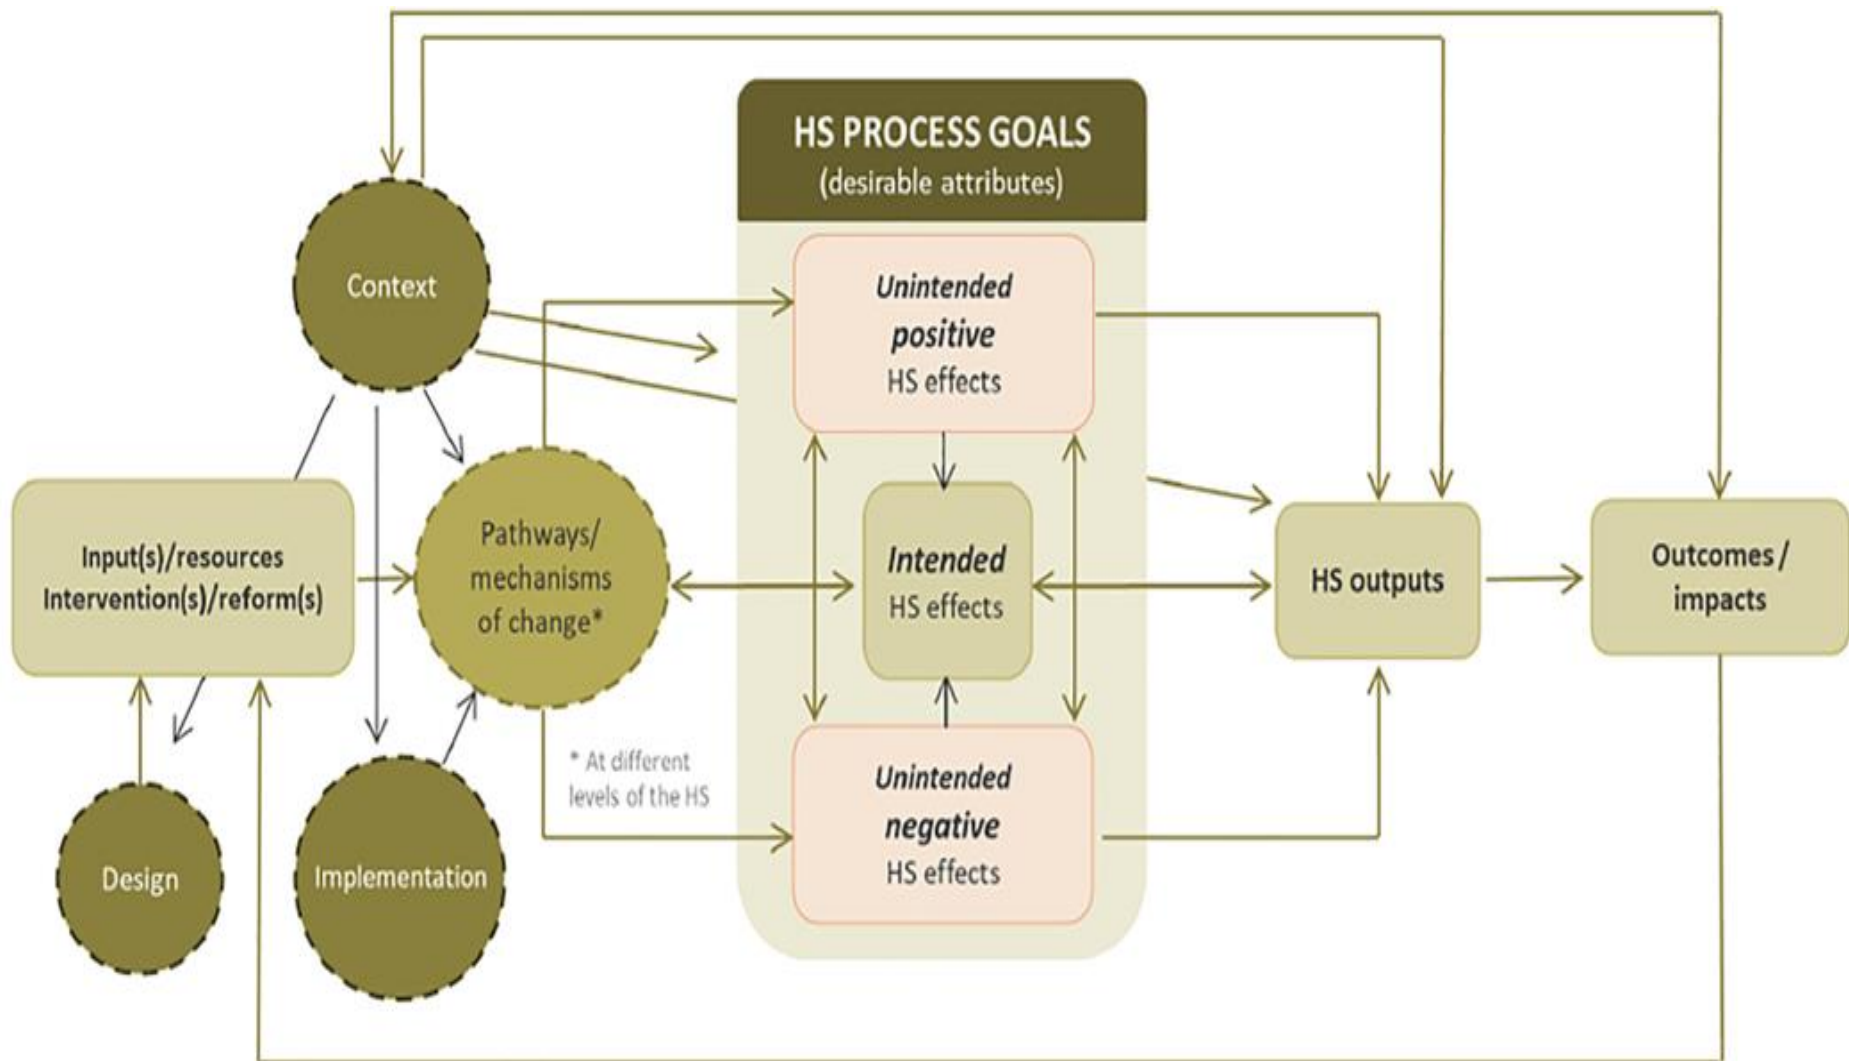 HS PROCESS GOALS
(desirable attributes)
Context
Unintended
positive
HS effects
Input(s)/resources
Intervention(s)/reform(s)
Pathways/
mechanisms
of change*
Intended
HS effects
HS outputs
Outcomes /
impacts
* At different
levels of the HS
Unintended
negative
HS effects
Design
Implementation